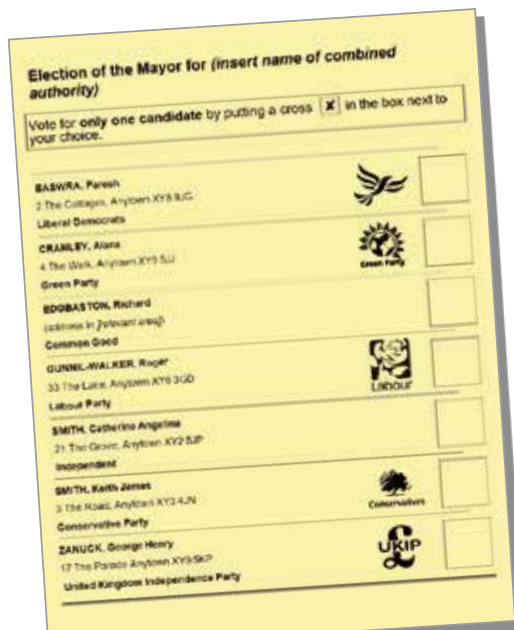 Election of the Mayor for (insert name of combined
authority)
Vote for only one candidate by putting a cross X in the box next to
your choice.
BASWRA, Paresh
2 The Cottages, Anytown XY8 9JG
Liberal Democrats
CRANLEY, Alana
4 The Walk, Anytown XY9 5JJ
Green Party
Green Party
EDGBASTON, Richard
(address in [relevant area])
Common Good
GUNNIL-WALKER, Roger
33 The Lane, Anytown XY6 3GD
Labour Party
Labour
SMITH, Catherine Angelina
21 The Grove, Anytown XY2 5JP
Independent
SMITH, Keith James
3 The Road, Anytown XY3 4JN
Conservative Party
Conservatives
ZANUCK, George Henry
17 The Parade Anytown XY9 5KP
United Kingdom Independence Party
UKIP
£